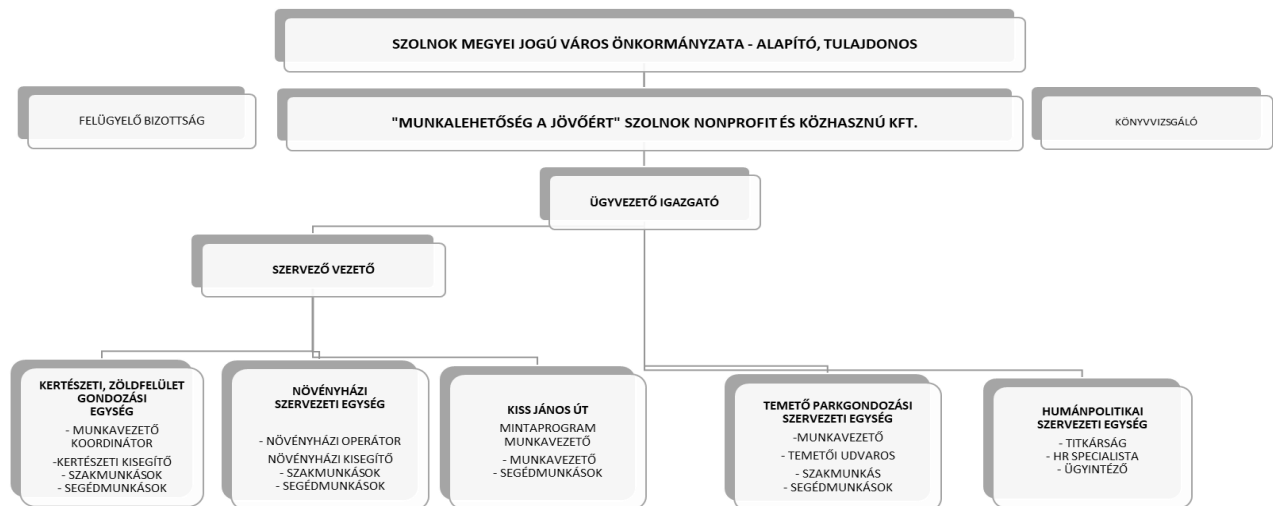 SZOLNOK MEGYEI JOGÚ VÁROS ÖNKORMÁNYZATA - ALAPÍTÓ, TULAJDONOS
FELÜGYELŐ BIZOTTSÁG
"MUNKALEHETŐSÉG A JÖVŐÉRT" SZOLNOK NONPROFIT ÉS KÖZHASZNÚ KFT.
KÖNYVVIZSGÁLÓ
ÜGYVEZETŐ IGAZGATÓ
SZERVEZŐ VEZETŐ
KERTÉSZETI, ZÖLDFELÜLET
GONDOZÁSI
EGYSÉG
- MUNKAVEZETŐ
KOORDINÁTOR
-KERTÉSZETI KISEGÍTŐ
- SZAKMUNKÁSOK
- SEGÉDMUNKÁSOK
NÖVÉNYHÁZI
SZERVEZETI EGYSÉG
- NÖVÉNYHÁZI OPERÁTOR
NÖVÉNYHÁZI KISEGÍTŐ
- SZAKMUNKÁSOK
- SEGÉDMUNKÁSOK
KISS JÁNOS ÚT
MINTAPROGRAM
MUNKAVEZETŐ
- MUNKAVEZETŐ
- SEGÉDMUNKÁSOK
TEMETŐ PARKGONDOZÁSI
SZERVEZETI EGYSÉG
-MUNKAVEZETŐ
- TEMETŐI UDVAROS
- SZAKMUNKÁS
- SEGÉDMUNKÁSOK
HUMÁNPOLITIKAI
SZERVEZETI EGYSÉG
- TITKÁRSÁG
- HR SPECIALISTA
- ÜGYINTÉZŐ